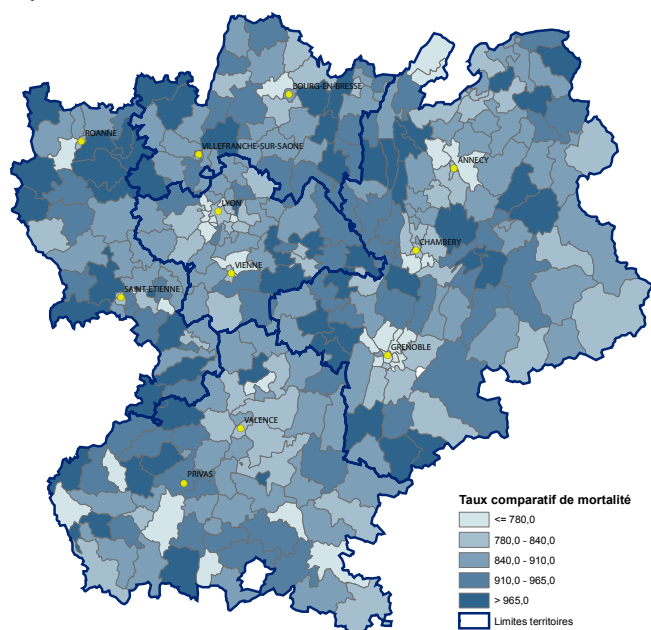 BOURG-EN-BRESSE
ROANNE
VILLEFRANCHE-SUR-SAONE
ANNECY
LYON
CHAMBERY
VIENNE
SAINT-ETIENNE
GRENOBLE
VALENCE
PRIVAS
Taux comparatif de mortalité
<= 780,0
780,0 - 840,0
840,0 - 910,0
910,0 - 965,0
> 965,0
Limites territoires